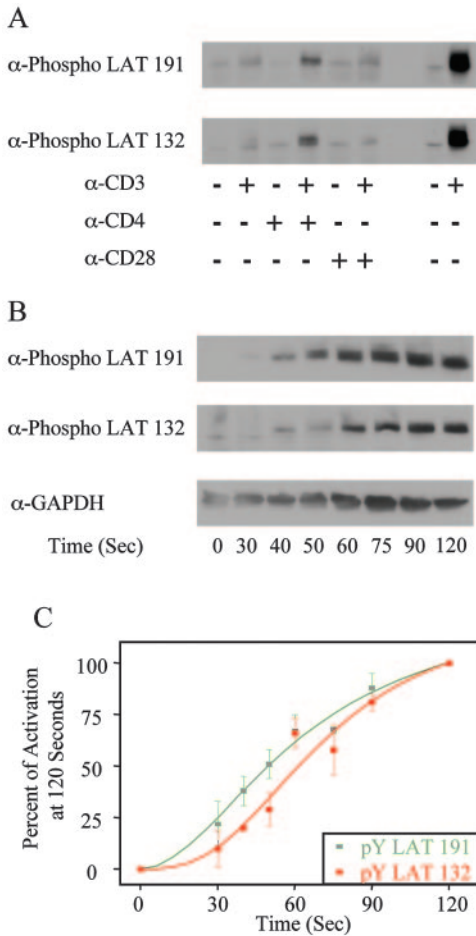 A
α-Phospho LAT 191
α-Phospho LAT 132
α-CD3 - + - + - + - +
α-CD4 - - + + - - - -
α-CD28 - - - - + + - -
B
α-Phospho LAT 191
α-Phospho LAT 132
α-GAPDH
Time (Sec) 0 30 40 50 60 75 90 120
C
Percent of Activation
at 120 Seconds
100
75
50
25
0
pY LAT 191
pY LAT 132
0 30 60 90 120
Time (Sec)